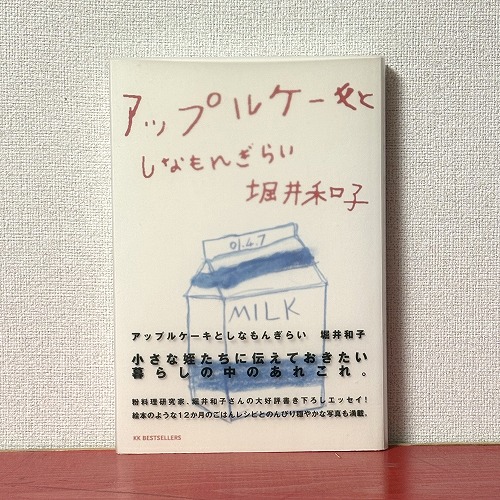 アップルケーキと
しなもんぎらい
堀井和子
01.4.7
MILK
アップルケーキとしなもんぎらい 堀井和子
小さな姪たちに伝えておきたい
暮らしの中のあれこれ。
粉料理研究家、堀井和子さんの大好評書き下ろしエッセイ!
絵本のような12か月のごはんレシピとのんびり穏やかな写真も満載。
KK BESTSELLERS